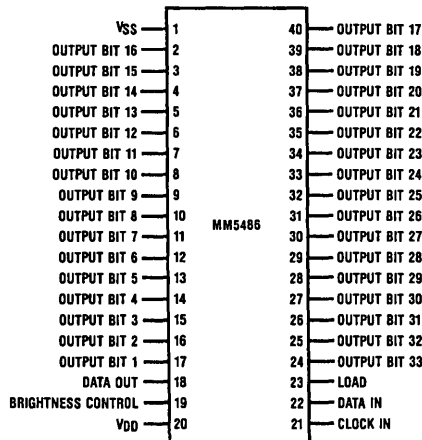 VSS 1 40 OUTPUT BIT 17
OUTPUT BIT 16 2 39 OUTPUT BIT 18
OUTPUT BIT 15 3 38 OUTPUT BIT 19
OUTPUT BIT 14 4 37 OUTPUT BIT 20
OUTPUT BIT 13 5 36 OUTPUT BIT 21
OUTPUT BIT 12 6 35 OUTPUT BIT 22
OUTPUT BIT 11 7 34 OUTPUT BIT 23
OUTPUT BIT 10 8 33 OUTPUT BIT 24
OUTPUT BIT 9 9 32 OUTPUT BIT 25
OUTPUT BIT 8 10 31 OUTPUT BIT 26
MM5486
OUTPUT BIT 7 11 30 OUTPUT BIT 27
OUTPUT BIT 6 12 29 OUTPUT BIT 28
OUTPUT BIT 5 13 28 OUTPUT BIT 29
OUTPUT BIT 4 14 27 OUTPUT BIT 30
OUTPUT BIT 3 15 26 OUTPUT BIT 31
OUTPUT BIT 2 16 25 OUTPUT BIT 32
OUTPUT BIT 1 17 24 OUTPUT BIT 33
DATA OUT 18 23 LOAD
BRIGHTNESS CONTROL 19 22 DATA IN
VDD 20 21 CLOCK IN